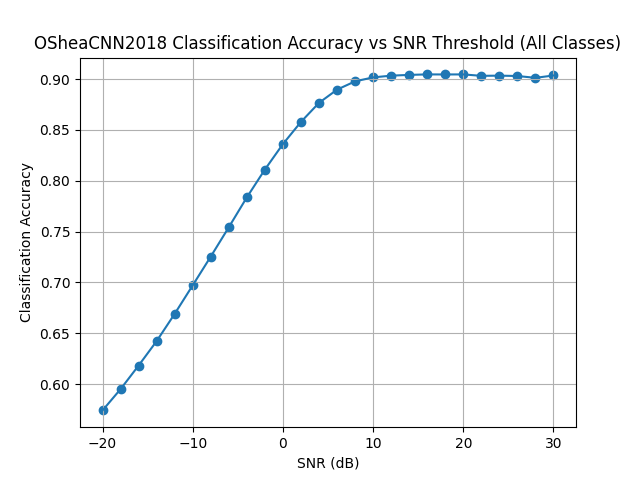 OSheaCNN2018 Classification Accuracy vs SNR Threshold (All Classes)
0.90
0.85
0.80
0.75
0.70
0.65
0.60
Classification Accuracy
−20 −10 0 10 20 30
SNR (dB)